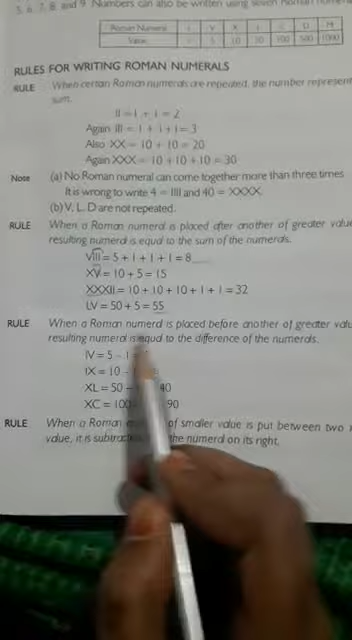 5, 6, 7, 8, and 9. Numbers can also be written using seven Roman
Roman Numeral I V X L C D M
Value 1 5 10 50 100 500 1000
RULES FOR WRITING ROMAN NUMERALS
RULE When certain Roman numerals are repeated, the number represent
sum.
II = 1 + 1 = 2
Again III = 1 + 1 + 1 = 3
Also XX = 10 + 10 = 20
Again XXX = 10 + 10 + 10 = 30
Note (a) No Roman numeral can come together more than three times
It is wrong to write 4 = IIII and 40 = XXXX.
(b) V, L, D are not repeated.
RULE When a Roman numeral is placed after another of greater value
resulting numeral is equal to the sum of the numerals.
VIII = 5 + 1 + 1 + 1 = 8
XV = 10 + 5 = 15
XXXII = 10 + 10 + 10 + 1 + 1 = 32
LV = 50 + 5 = 55
RULE When a Roman numeral is placed before another of greater valu
resulting numeral is equal to the difference of the numerals.
IV = 5 - 1
IX = 10 -
XL = 50 - 40
XC = 100 90
RULE When a Roman of smaller value is put between two
value, it is the numeral on its right.